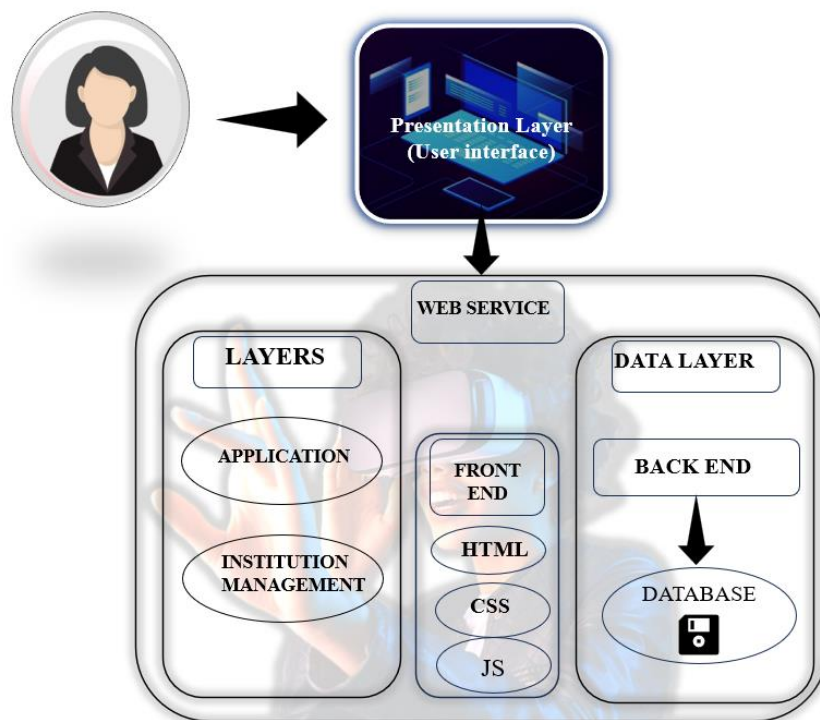 Presentation Layer
(User interface)
WEB SERVICE
LAYERS
APPLICATION
INSTITUTION
MANAGEMENT
FRONT
END
HTML
CSS
JS
DATA LAYER
BACK END
DATABASE